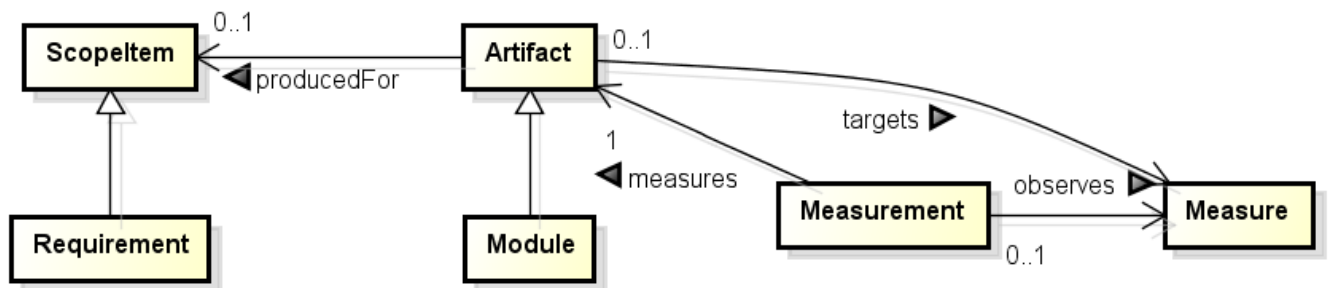 0..1
ScopeItem
Artifact
0..1
producedFor
targets
1
measures
observes
Measurement
Measure
Requirement
Module
0..1